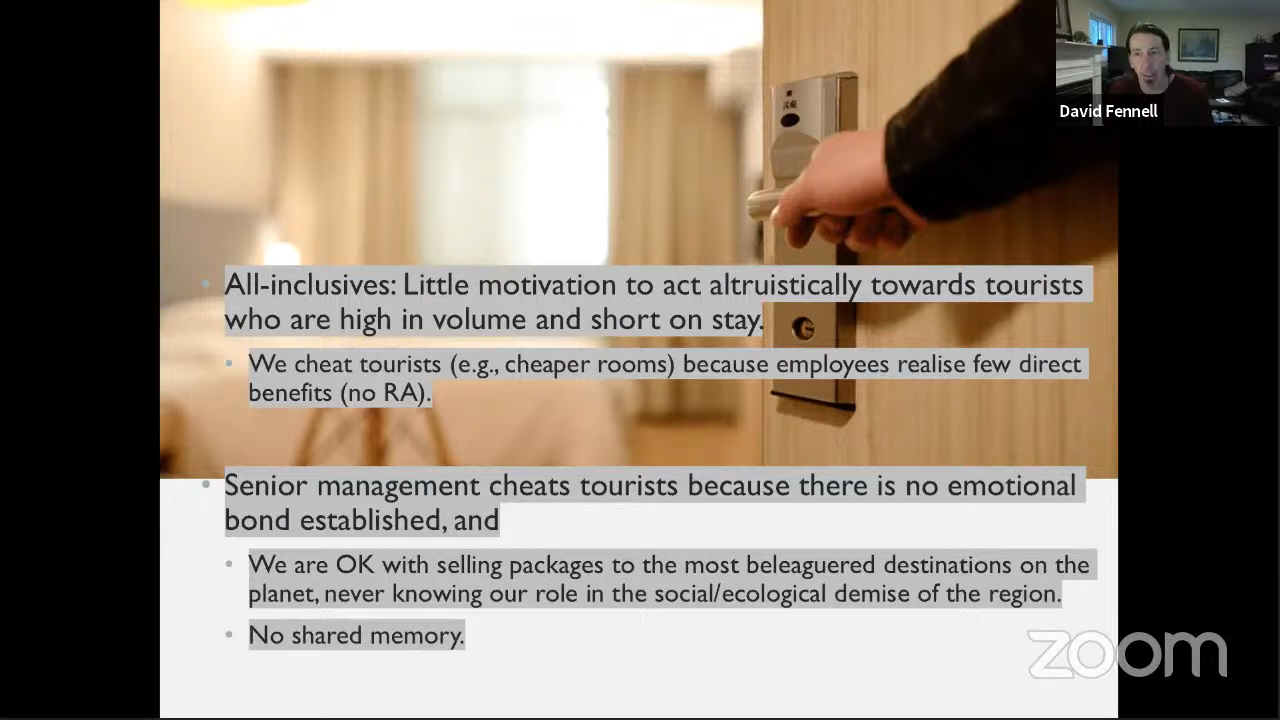 David Fennell
All-inclusives: Little motivation to act altruistically towards tourists
who are high in volume and short on stay.
We cheat tourists (e.g., cheaper rooms) because employees realise few direct
benefits (no RA).
Senior management cheats tourists because there is no emotional
bond established, and
We are OK with selling packages to the most beleaguered destinations on the
planet, never knowing our role in the social/ecological demise of the region.
No shared memory.
zoom